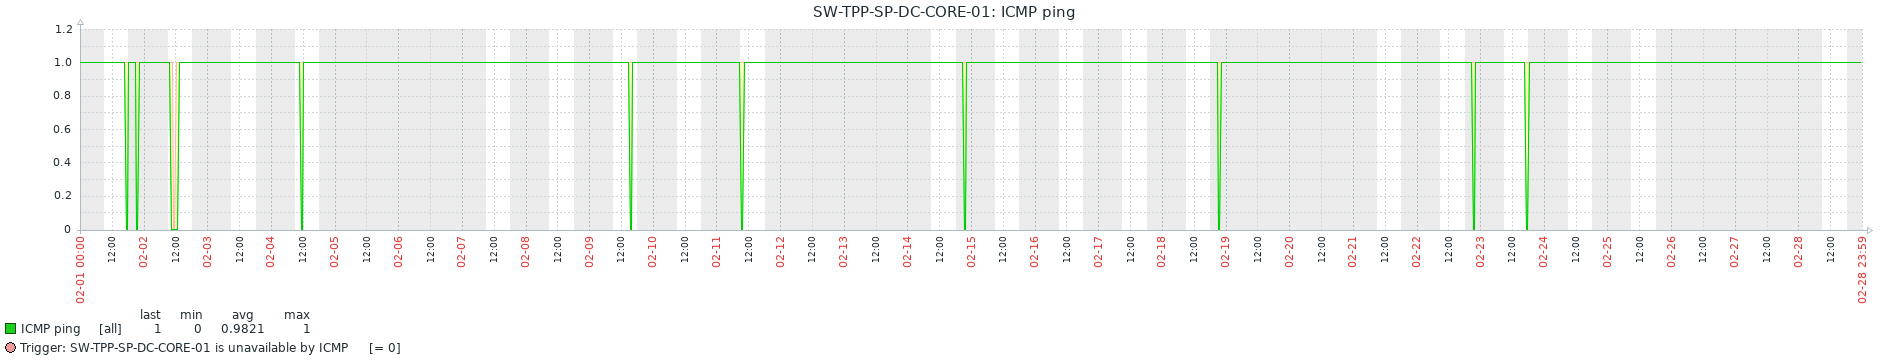 SW-TPP-SP-DC-CORE-01: ICMP ping
1.2
1.0
0.8
0.6
0.4
0.2
0
02-01 00:00 12:00 02-02 12:00 02-03 12:00 02-04 12:00 02-05 12:00 02-06 12:00 02-07 12:00 02-08 12:00 02-09 12:00 02-10 12:00 02-11 12:00 02-12 12:00 02-13 12:00 02-14 12:00 02-15 12:00 02-16 12:00 02-17 12:00 02-18 12:00 02-19 12:00 02-20 12:00 02-21 12:00 02-22 12:00 02-23 12:00 02-24 12:00 02-25 12:00 02-26 12:00 02-27 12:00 02-28 12:00 02-28 23:59
last min avg max
ICMP ping [all] 1 0 0.9821 1
Trigger: SW-TPP-SP-DC-CORE-01 is unavailable by ICMP [= 0]